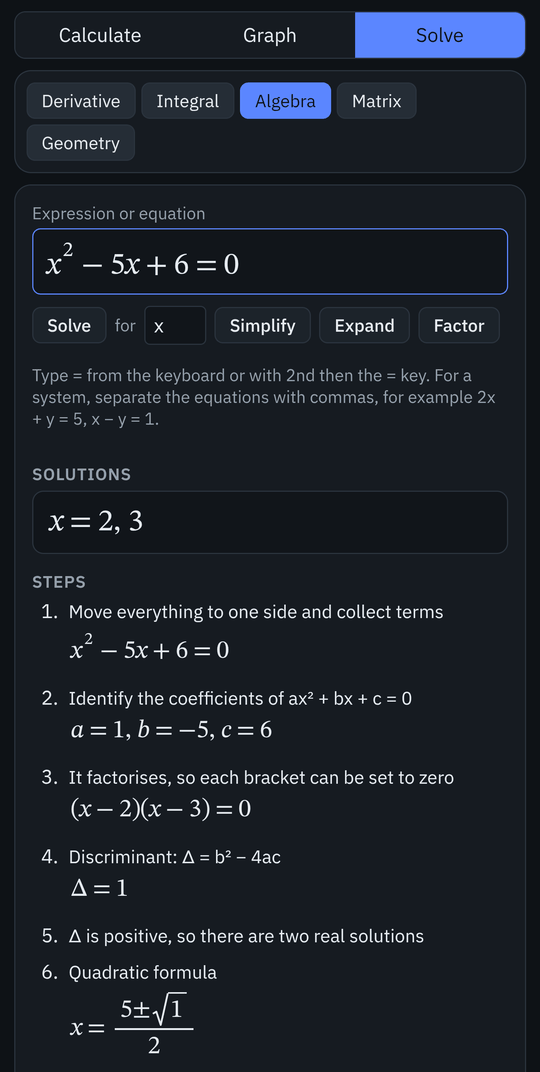 Calculate Graph Solve
Derivative Integral Algebra Matrix
Geometry
Expression or equation
x² − 5x + 6 = 0
Solve for x Simplify Expand Factor
Type = from the keyboard or with 2nd then the = key. For a
system, separate the equations with commas, for example 2x
+ y = 5, x − y = 1.
SOLUTIONS
x = 2, 3
STEPS
1. Move everything to one side and collect terms
x² − 5x + 6 = 0
2. Identify the coefficients of ax² + bx + c = 0
a = 1, b = −5, c = 6
3. It factorises, so each bracket can be set to zero
(x − 2)(x − 3) = 0
4. Discriminant: Δ = b² − 4ac
Δ = 1
5. Δ is positive, so there are two real solutions
6. Quadratic formula
x = (5±√1)/2